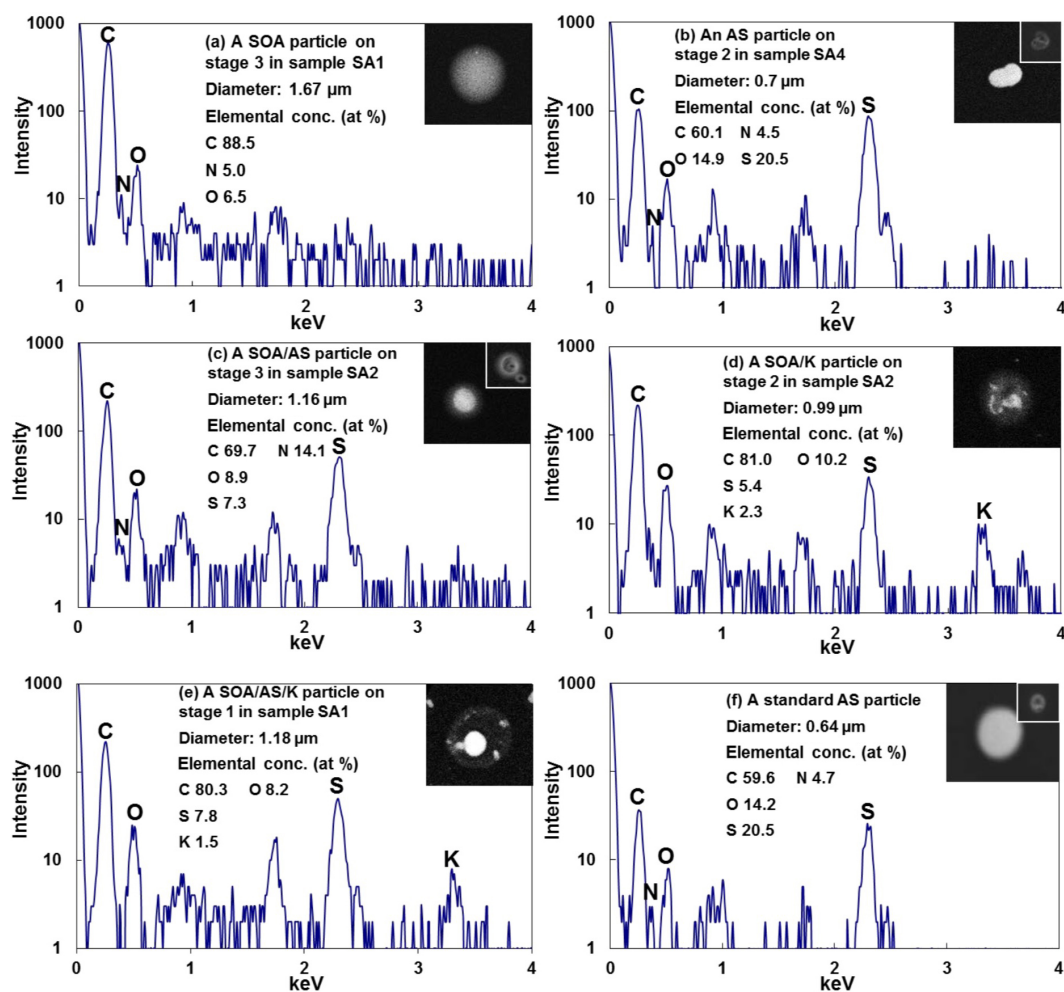 1000
100
10
1
Intensity
C
N
O
(a) A SOA particle on
stage 3 in sample SA1
Diameter: 1.67 µm
Elemental conc. (at %)
C 88.5
N 5.0
O 6.5
0 1 2 3 4
keV
1000
100
10
1
Intensity
C
N
O
S
(b) An AS particle on
stage 2 in sample SA4
Diameter: 0.7 µm
Elemental conc. (at %)
C 60.1 N 4.5
O 14.9 S 20.5
0 1 2 3 4
keV
1000
100
10
1
Intensity
C
N
O
S
(c) A SOA/AS particle on
stage 3 in sample SA2
Diameter: 1.16 µm
Elemental conc. (at %)
C 69.7 N 14.1
O 8.9
S 7.3
0 1 2 3 4
keV
1000
100
10
1
Intensity
C
O
S
K
(d) A SOA/K particle on
stage 2 in sample SA2
Diameter: 0.99 µm
Elemental conc. (at %)
C 81.0 O 10.2
S 5.4
K 2.3
0 1 2 3 4
keV
1000
100
10
1
Intensity
C
O
S
K
(e) A SOA/AS/K particle on
stage 1 in sample SA1
Diameter: 1.18 µm
Elemental conc. (at %)
C 80.3 O 8.2
S 7.8
K 1.5
0 1 2 3 4
keV
1000
100
10
1
Intensity
C
N
O
S
(f) A standard AS particle
Diameter: 0.64 µm
Elemental conc. (at %)
C 59.6 N 4.7
O 14.2
S 20.5
0 1 2 3 4
keV